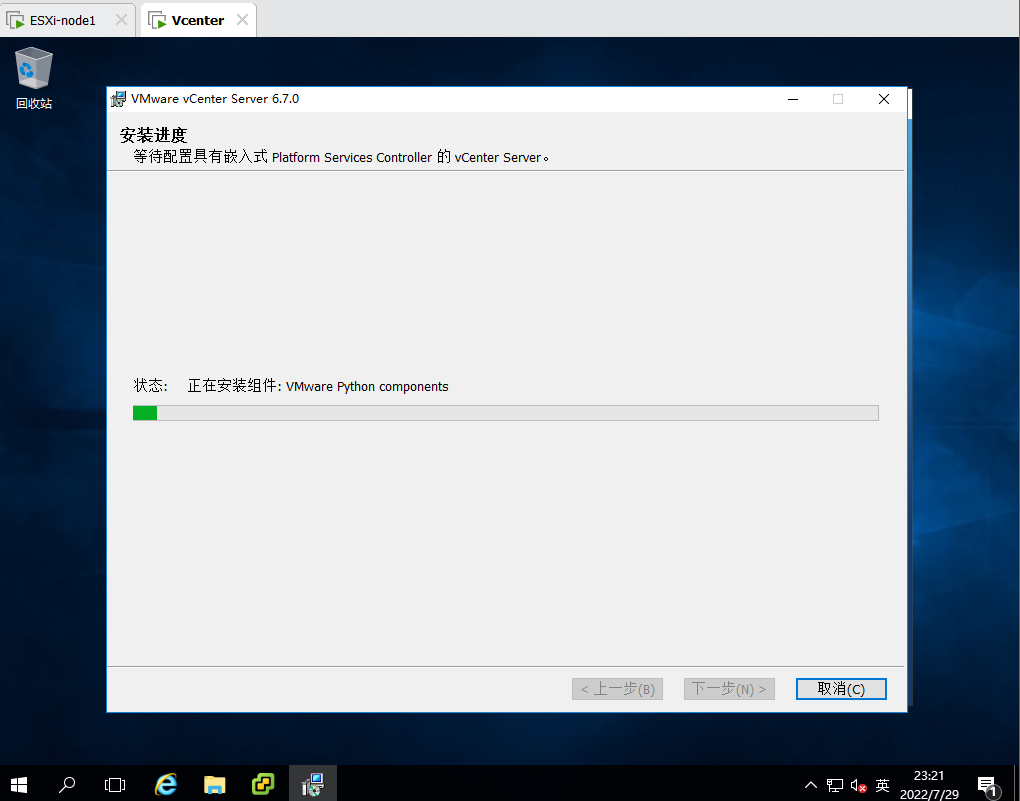 ESXi-node1
Vcenter
回收站
VMware vCenter Server 6.7.0
安装进度
等待配置具有嵌入式 Platform Services Controller 的 vCenter Server。
状态: 正在安装组件: VMware Python components
< 上一步(B) 下一步(N) > 取消(C)
英
23:21
2022/7/29
1